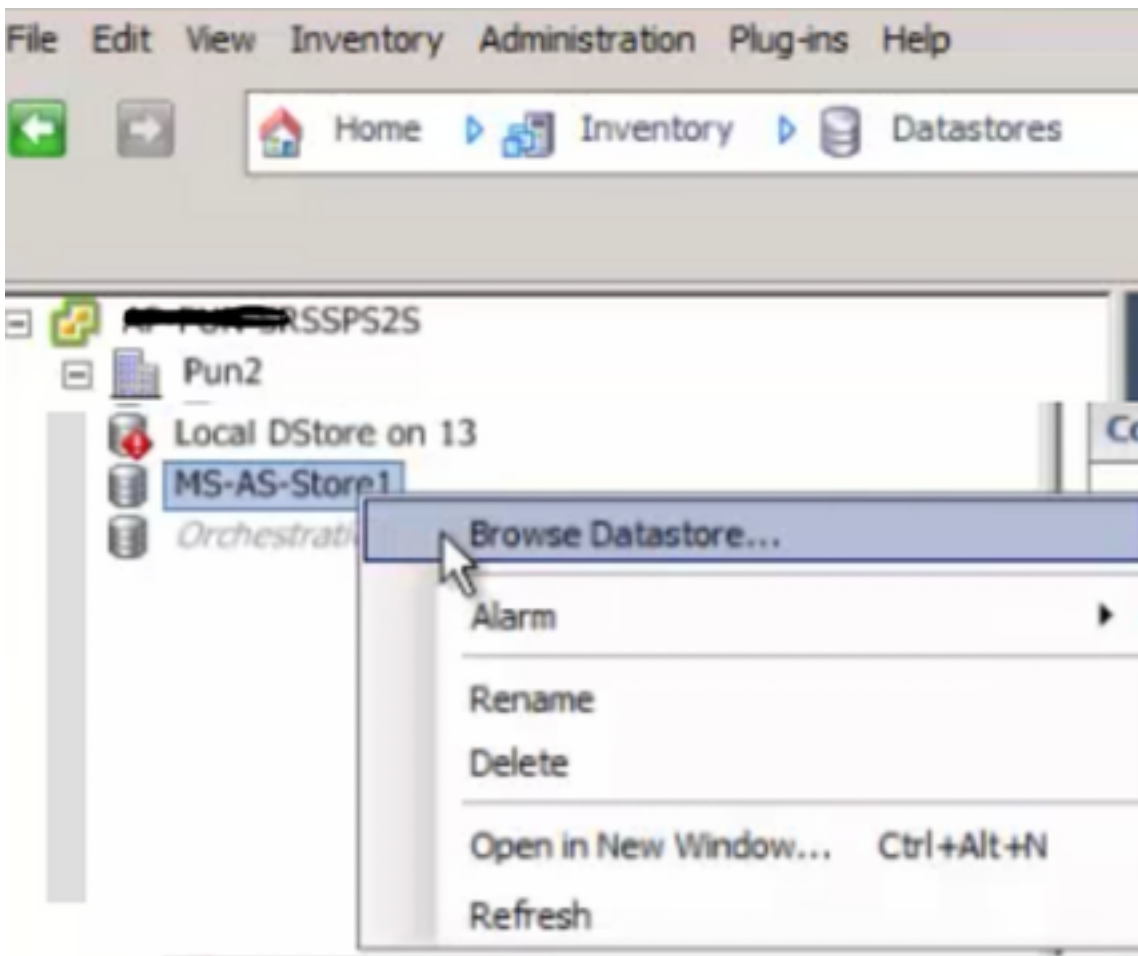 File Edit View Inventory Administration Plug-ins Help
Home Inventory Datastores
RSSPS2S
Pun2
Local DStore on 13
MS-AS-Store1
Browse Datastore...
Alarm
Rename
Delete
Open in New Window... Ctrl+Alt+N
Refresh